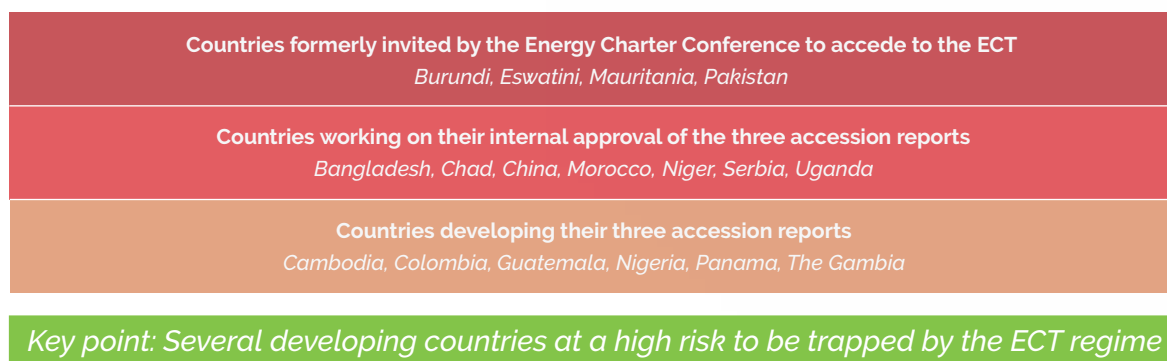 Countries formerly invited by the Energy Charter Conference to accede to the ECT
Burundi, Eswatini, Mauritania, Pakistan
Countries working on their internal approval of the three accession reports
Bangladesh, Chad, China, Morocco, Niger, Serbia, Uganda
Countries developing their three accession reports
Cambodia, Colombia, Guatemala, Nigeria, Panama, The Gambia
Key point: Several developing countries at a high risk to be trapped by the ECT regime